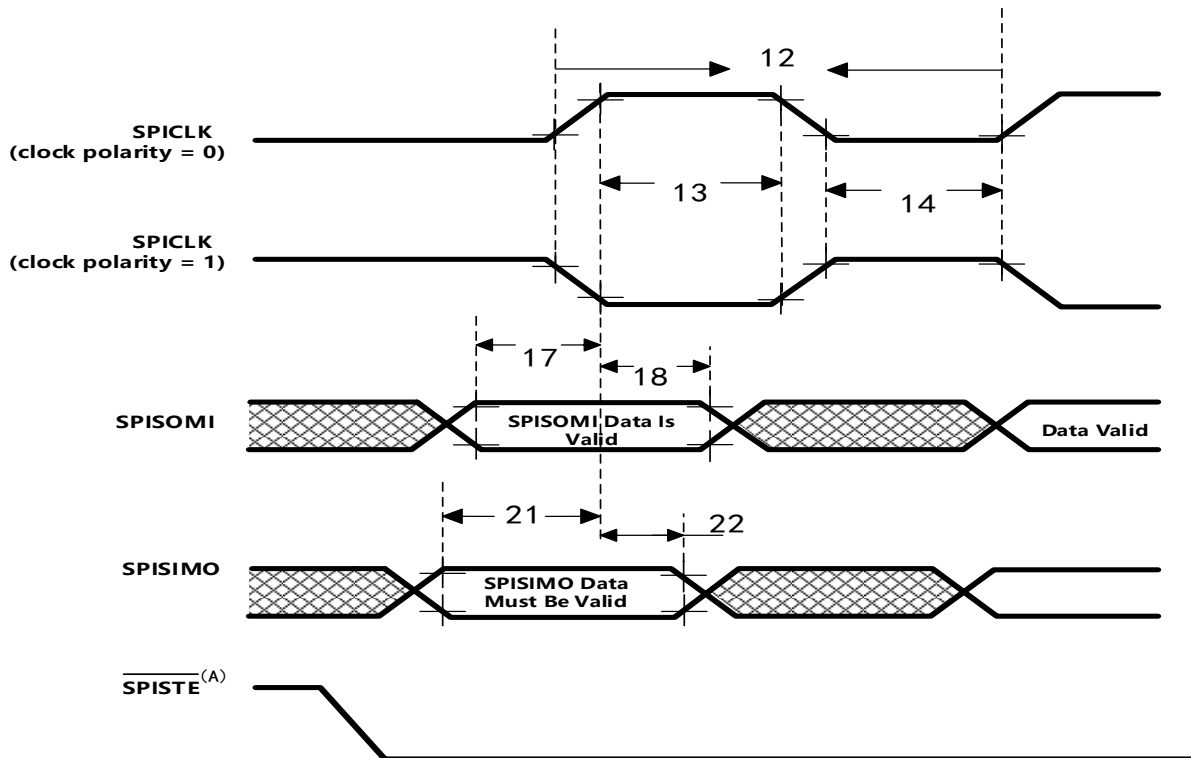 12
SPICLK
(clock polarity = 0)
13
14
SPICLK
(clock polarity = 1)
17
18
SPISOMI
SPISOMI Data Is
Valid
Data Valid
21
22
SPISIMO
SPISIMO Data
Must Be Valid
SPISTE(A)